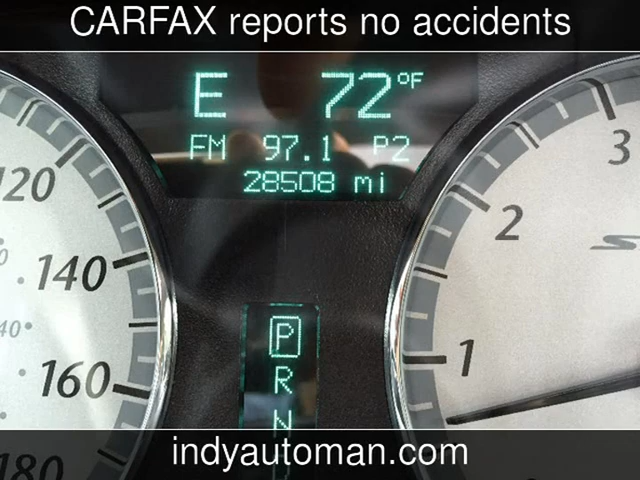 CARFAX reports no accidents
E 72°F
FM 97.1 P2
28508 mi
120
140
160
180
3
2
1
P
R
N
indyautoman.com